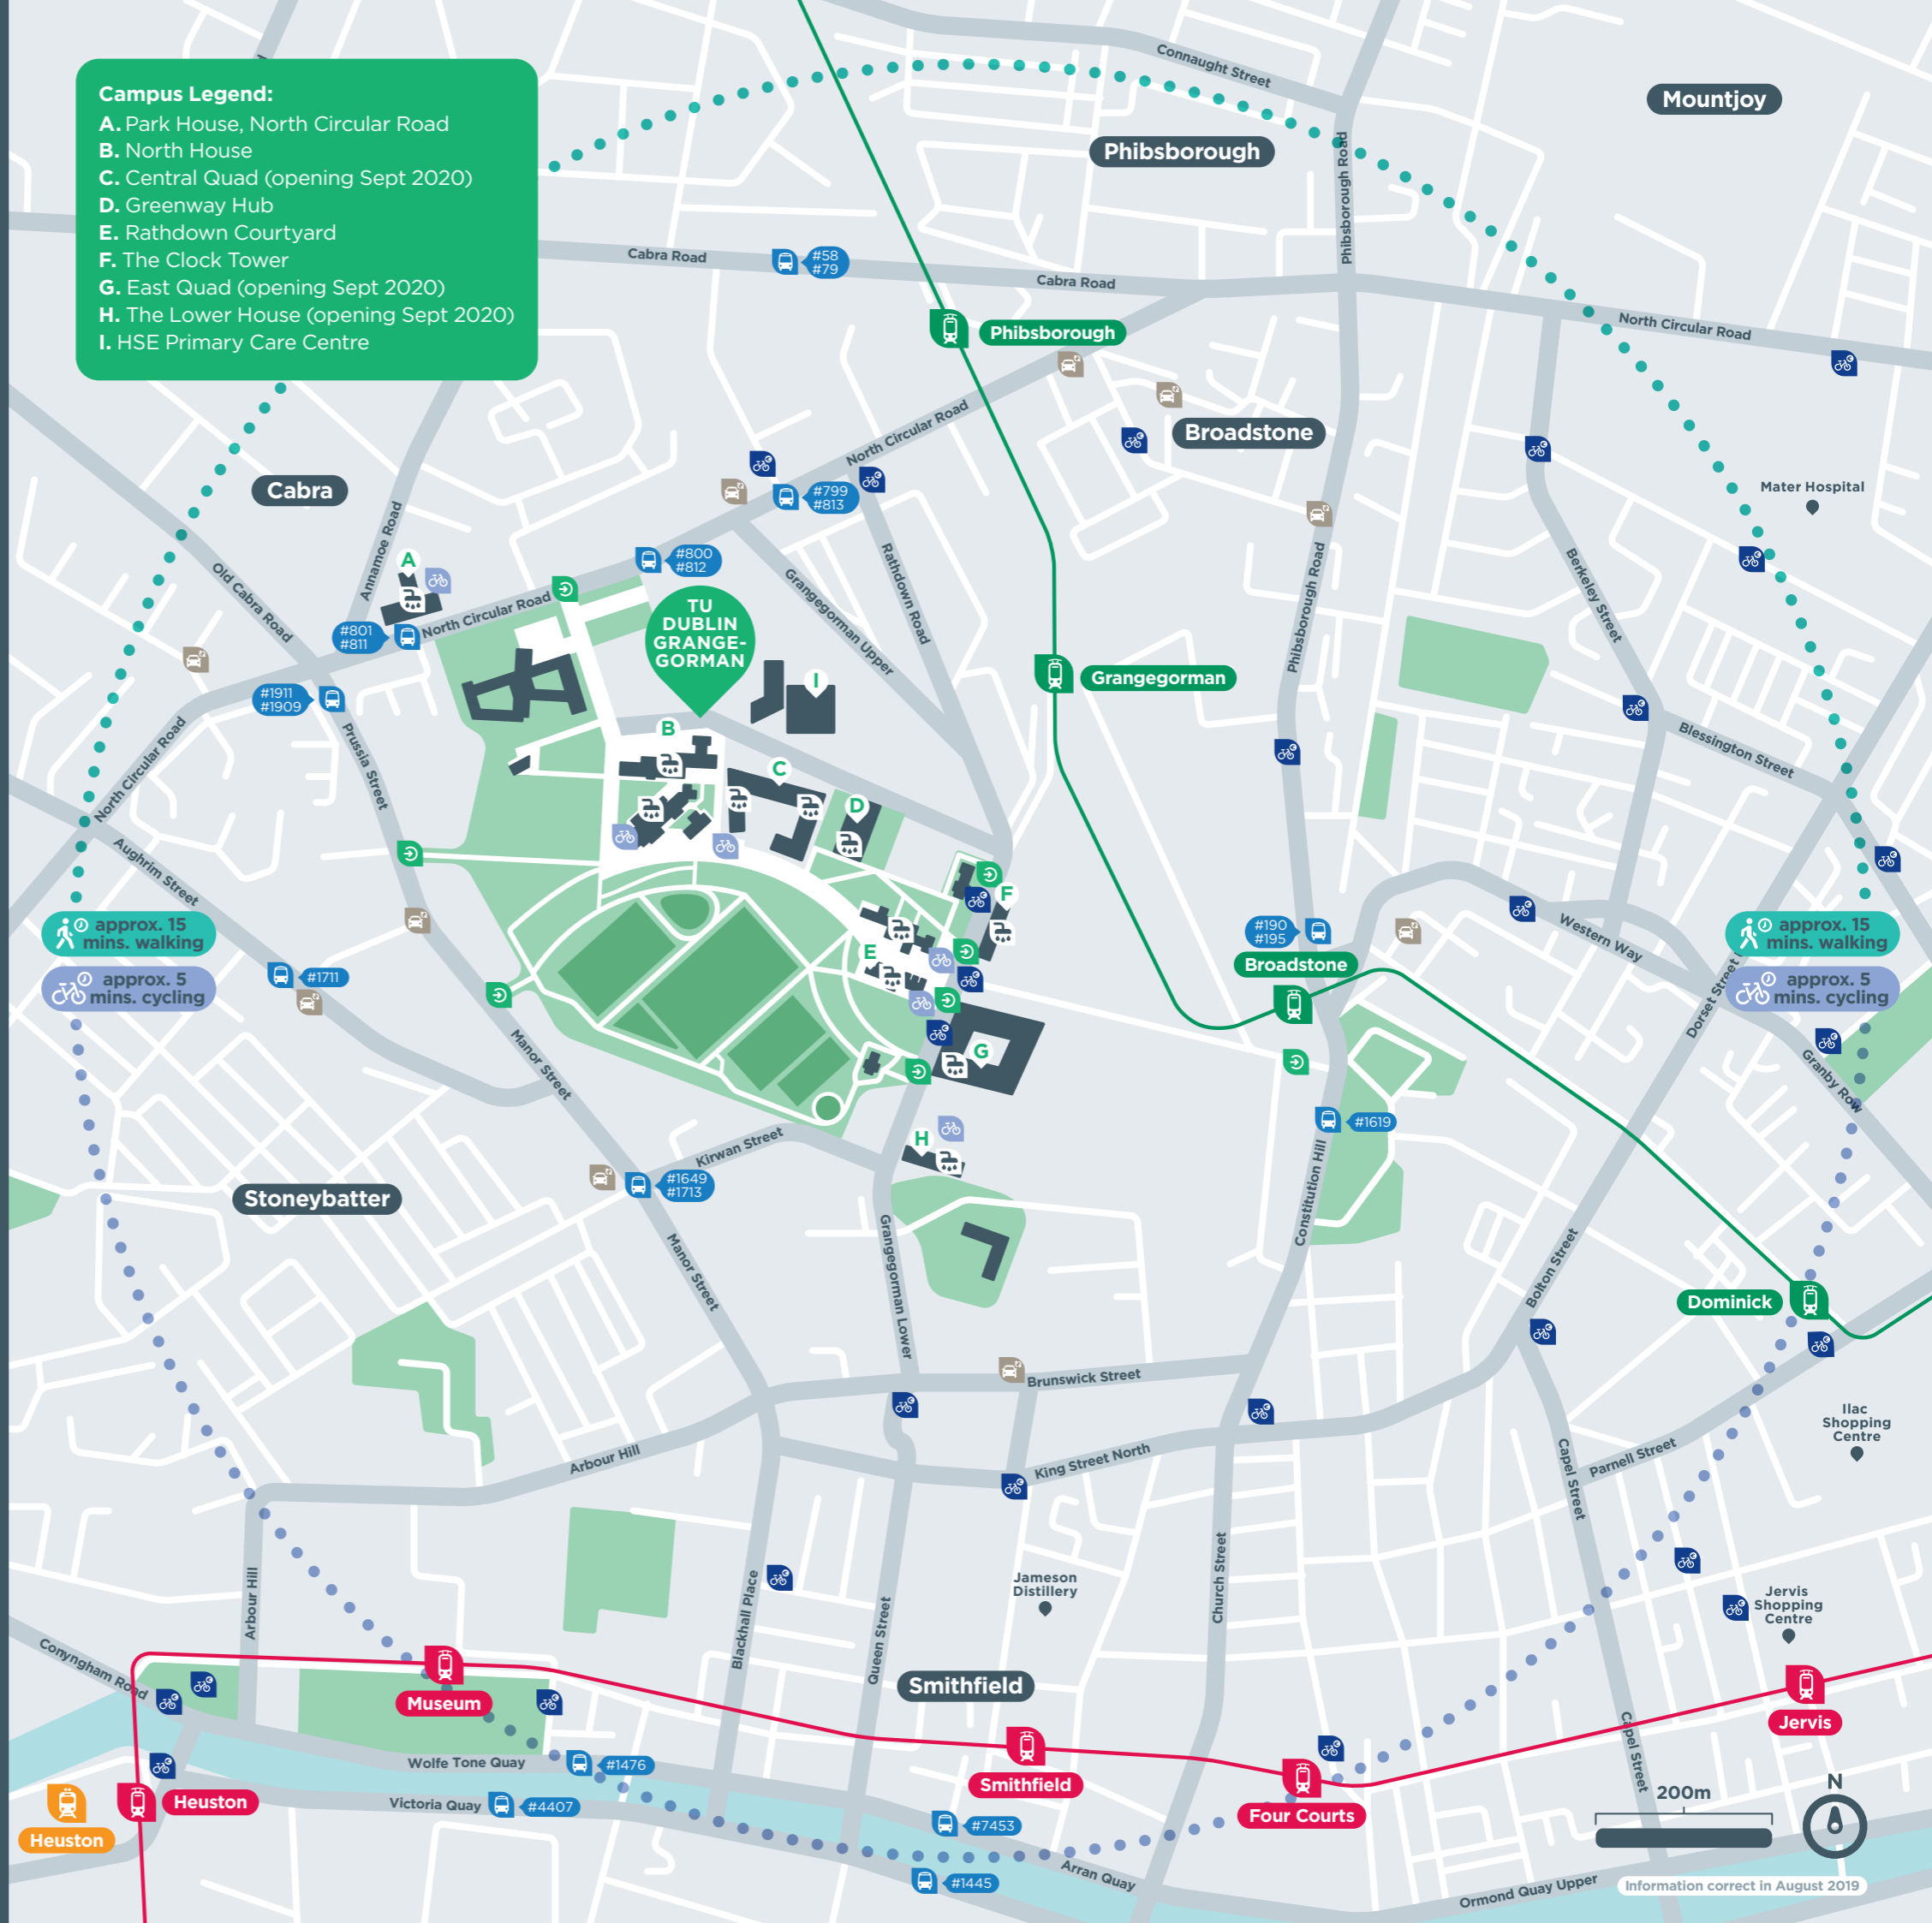 Campus Legend:
A. Park House, North Circular Road
B. North House
C. Central Quad (opening Sept 2020)
D. Greenway Hub
E. Rathdown Courtyard
F. The Clock Tower
G. East Quad (opening Sept 2020)
H. The Lower House (opening Sept 2020)
I. HSE Primary Care Centre
Connaught Street
Mountjoy
Phibsborough
Phibsborough Road
Cabra Road
#58
#79
Cabra Road
North Circular Road
Phibsborough
North Circular Road
Broadstone
Cabra
Mater Hospital
#799
#813
Annamoe Road
A
#800
#812
Old Cabra Road
North Circular Road
#801
#811
TU
DUBLIN
GRANGE-
GORMAN
Grangegorman Upper
Rathdown Road
Phibsborough Road
Berkeley Street
Grangegorman
I
#1911
#1909
B
North Circular Road
Prussia Street
Blessington Street
C
D
Aughrim Street
F
approx. 15
mins. walking
approx. 5
mins. cycling
E
#190
#195
Broadstone
Western Way
approx. 15
mins. walking
approx. 5
mins. cycling
Dorset Street
#1711
Manor Street
G
Granby Row
#1619
Kirwan Street
H
#1649
#1713
Stoneybatter
Constitution Hill
Manor Street
Grangegorman Lower
Bolton Street
Dominick
Brunswick Street
Ilac
Shopping
Centre
Arbour Hill
King Street North
Capel Street
Parnell Street
Arbour Hill
Blackhall Place
Queen Street
Jameson
Distillery
Church Street
Jervis
Shopping
Centre
Conyngham Road
Museum
Smithfield
Jervis
Capel Street
Wolfe Tone Quay
#1476
Smithfield
Heuston
Victoria Quay
#4407
Four Courts
200m
N
Heuston
#7453
Arran Quay
#1445
Ormond Quay Upper
Information correct in August 2019